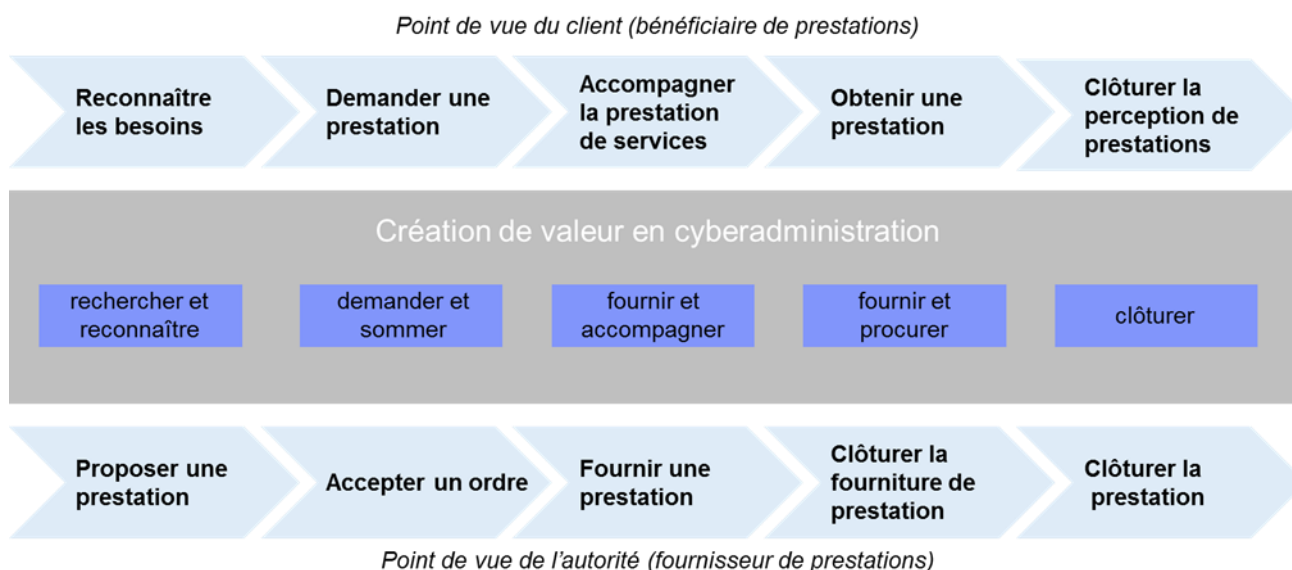 Point de vue du client (bénéficiaire de prestations)
Reconnaître
les besoins
Demander une
prestation
Accompagner
la prestation
de services
Obtenir une
prestation
Clôturer la
perception de
prestations
Création de valeur en cyberadministration
rechercher et
reconnaître
demander et
sommer
fournir et
accompagner
fournir et
procurer
clôturer
Proposer une
prestation
Accepter un ordre
Fournir une
prestation
Clôturer la
fourniture de
prestation
Clôturer la
prestation
Point de vue de l'autorité (fournisseur de prestations)